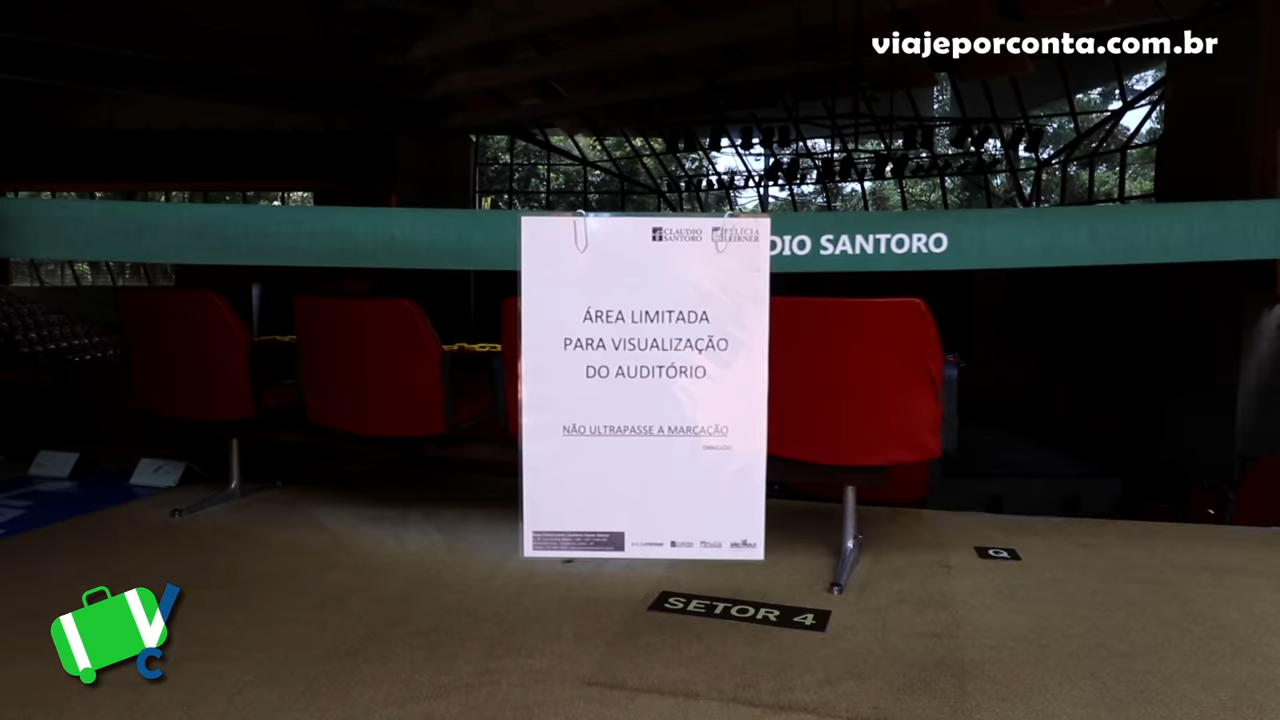 viajeporconta.com.br
CLAUDIO
SANTORO
FELÍCIA
LEIRNER
DIO SANTORO
ÁREA LIMITADA
PARA VISUALIZAÇÃO
DO AUDITÓRIO
NÃO ULTRAPASSE A MARCAÇÃO
OBRIGADO
Q
SETOR 4
V
C